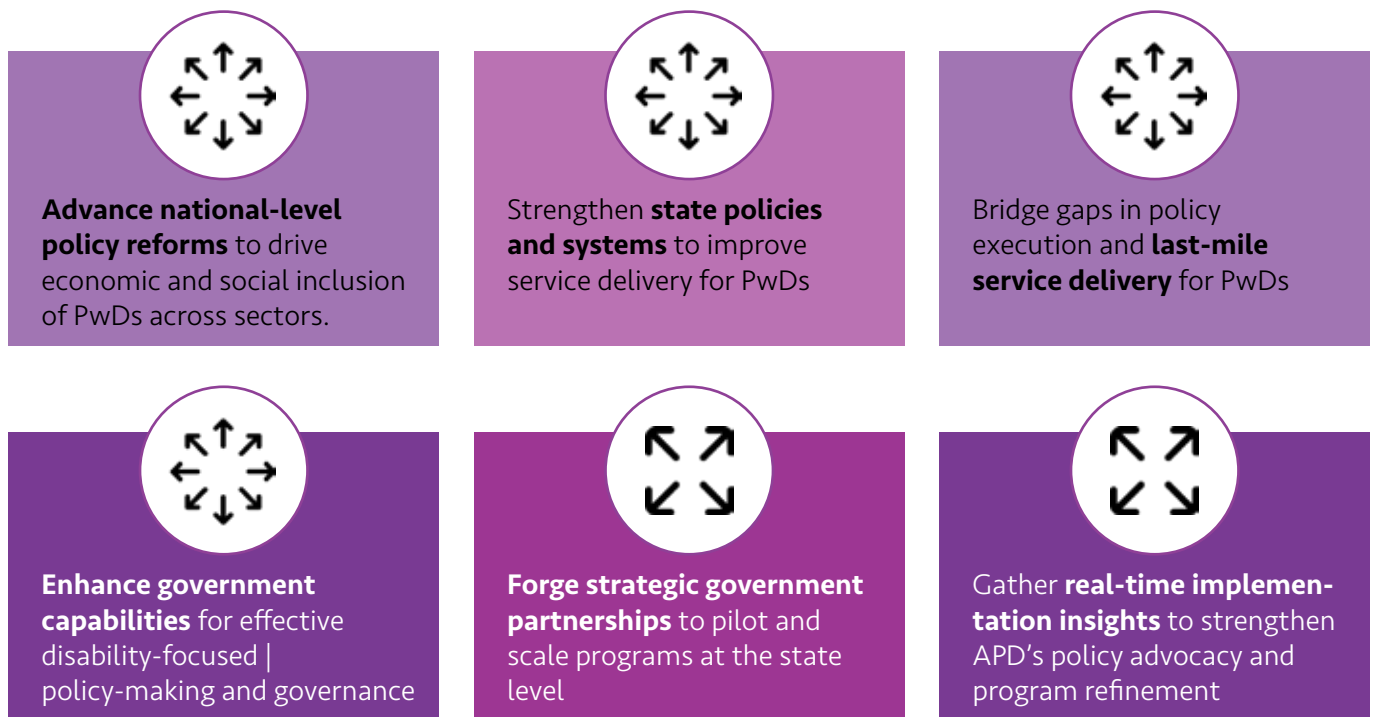 Advance national-level
policy reforms to drive
economic and social inclusion
of PwDs across sectors.
Strengthen state policies
and systems to improve
service delivery for PwDs
Bridge gaps in policy
execution and last-mile
service delivery for PwDs
Enhance government
capabilities for effective
disability-focused |
policy-making and governance
Forge strategic government
partnerships to pilot and
scale programs at the state
level
Gather real-time implemen-
tation insights to strengthen
APD’s policy advocacy and
program refinement